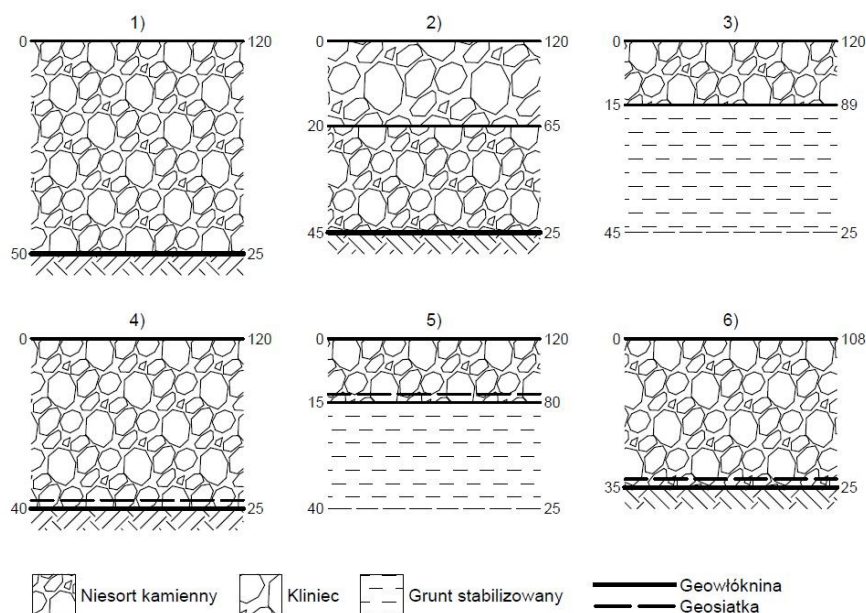 1) 2) 3)
0 120 0 120 0 120
15 89
20 65
50 25 45 25 45 25
4) 5) 6)
0 120 0 120 0 108
15 80
40 25 40 25 35 25
Niesort kamienny Kliniec Grunt stabilizowany Geowłóknina
Geosiatka